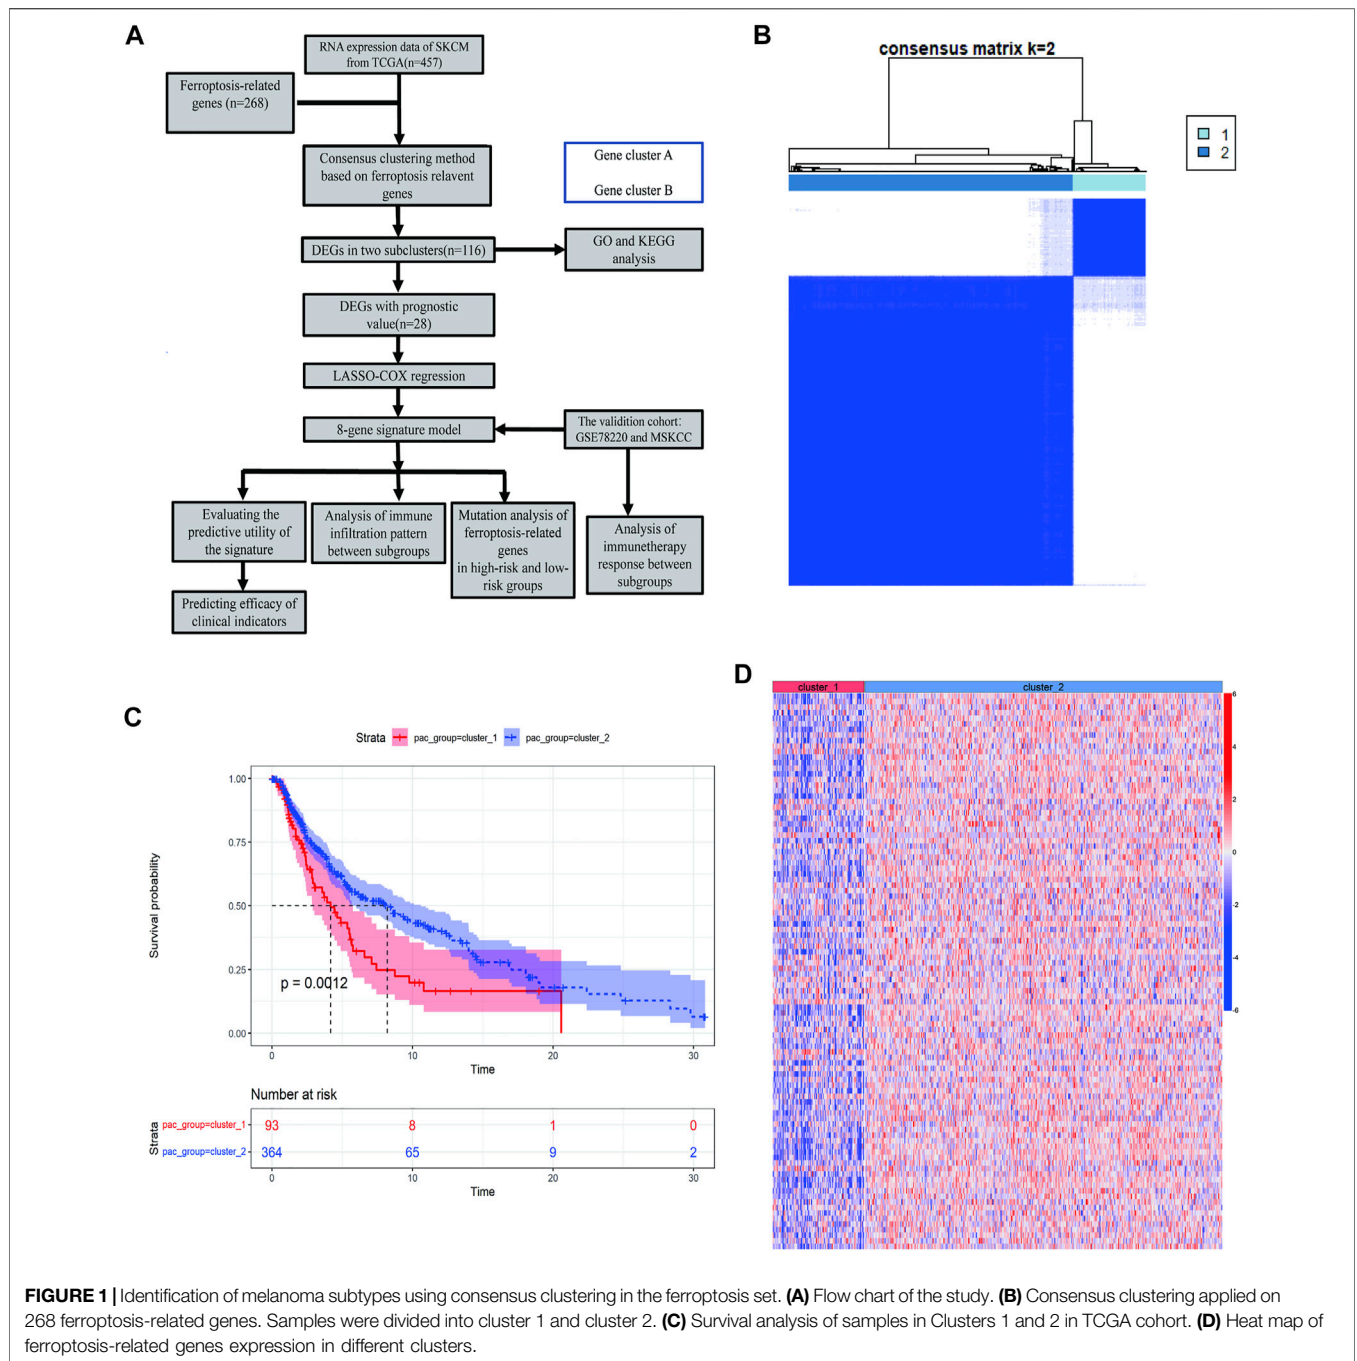 A
RNA expression data of SKCM
from TCGA(n=457)
Ferroptosis-related
genes (n=268)
Consensus clustering method
based on ferroptosis relavent
genes
Gene cluster A
Gene cluster B
DEGs in two subclusters(n=116)
GO and KEGG
analysis
DEGs with prognostic
value(n=28)
LASSO-COX regression
8-gene signature model
The validition cohort:
GSE78220 and MSKCC
Evaluating the
predictive utility of
the signature
Analysis of immune
infiltration pattern
between subgroups
Mutation analysis of
ferroptosis-related
genes
in high-risk and low-
risk groups
Analysis of
immunetherapy
response between
subgroups
Predicting efficacy of
clinical indicators
B
consensus matrix k=2
1
2
C
Strata pac_group=cluster_1 pac_group=cluster_2
Survival probability
1.00
0.75
0.50
0.25
0.00
p = 0.0012
0 10 20 30
Time
Number at risk
Strata
pac_group=cluster_1 93 8 1 0
pac_group=cluster_2 364 65 9 2
0 10 20 30
Time
D
cluster_1 cluster_2
6
4
2
0
-2
-4
-6
FIGURE 1 | Identification of melanoma subtypes using consensus clustering in the ferroptosis set. (A) Flow chart of the study. (B) Consensus clustering applied on
268 ferroptosis-related genes. Samples were divided into cluster 1 and cluster 2. (C) Survival analysis of samples in Clusters 1 and 2 in TCGA cohort. (D) Heat map of
ferroptosis-related genes expression in different clusters.